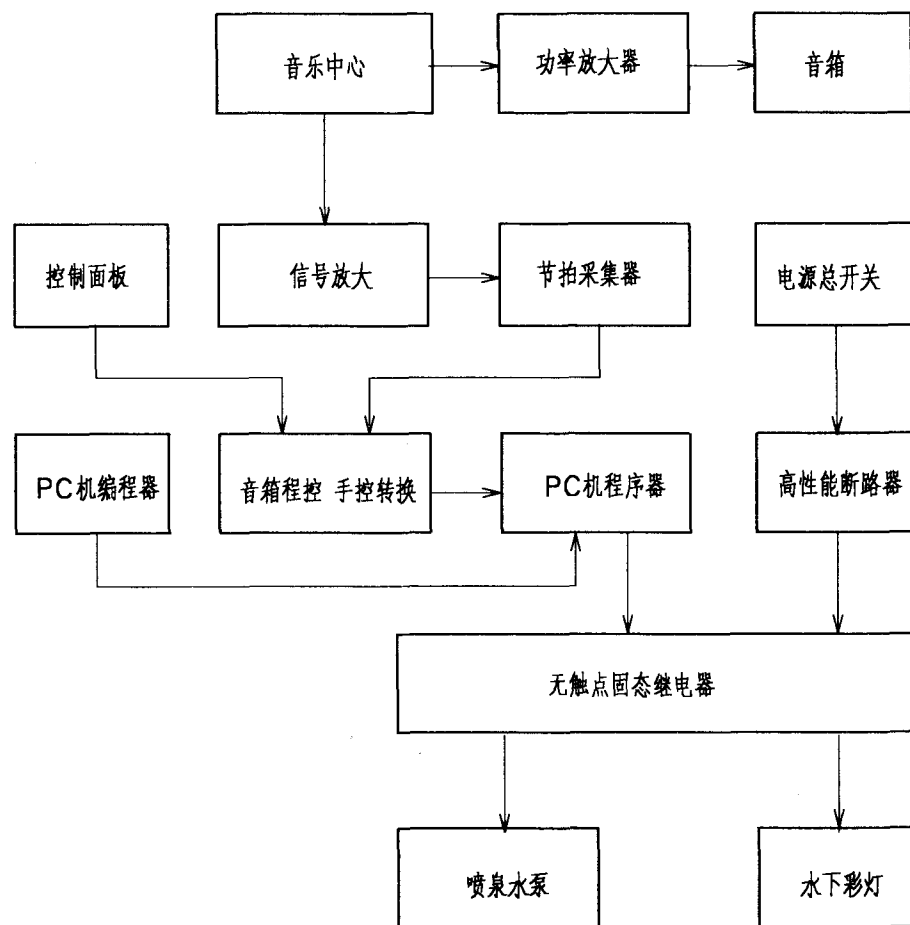 音乐中心
功率放大器
音箱
控制面板
信号放大
节拍采集器
电源总开关
PC机编程器
音箱程控 手控转换
PC机程序器
高性能断路器
无触点固态继电器
喷泉水泵
水下彩灯